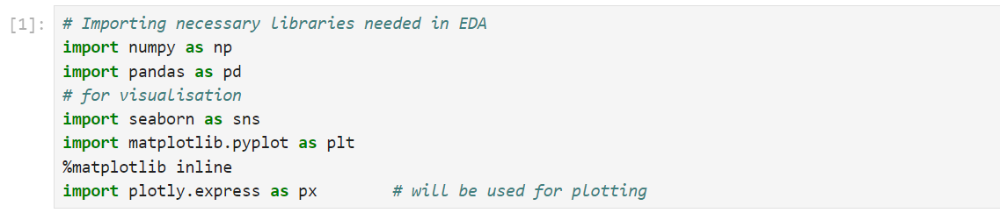 [1]: # Importing necessary libraries needed in EDA
import numpy as np
import pandas as pd
# for visualisation
import seaborn as sns
import matplotlib.pyplot as plt
%matplotlib inline
import plotly.express as px # will be used for plotting